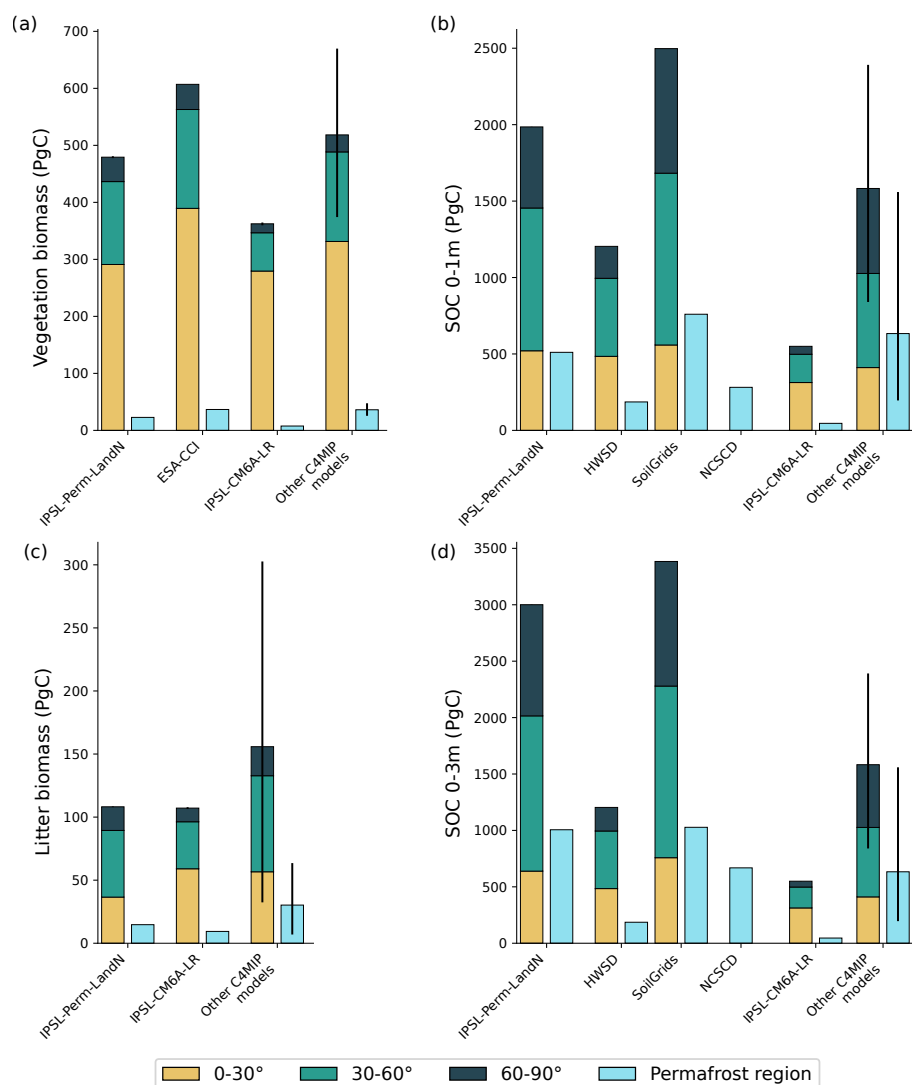 (a)
700
600
500
400
300
200
100
0
Vegetation biomass (PgC)
IPSL-Perm-LandN
ESA-CCI
IPSL-CM6A-LR
Other C4MIP
models
(b)
2500
2000
1500
1000
500
0
SOC 0-1m (PgC)
IPSL-Perm-LandN
HWSD
SoilGrids
NCSCD
IPSL-CM6A-LR
Other C4MIP
models
(c)
300
250
200
150
100
50
0
Litter biomass (PgC)
IPSL-Perm-LandN
IPSL-CM6A-LR
Other C4MIP
models
(d)
3500
3000
2500
2000
1500
1000
500
0
SOC 0-3m (PgC)
IPSL-Perm-LandN
HWSD
SoilGrids
NCSCD
IPSL-CM6A-LR
Other C4MIP
models
0-30° 30-60° 60-90° Permafrost region